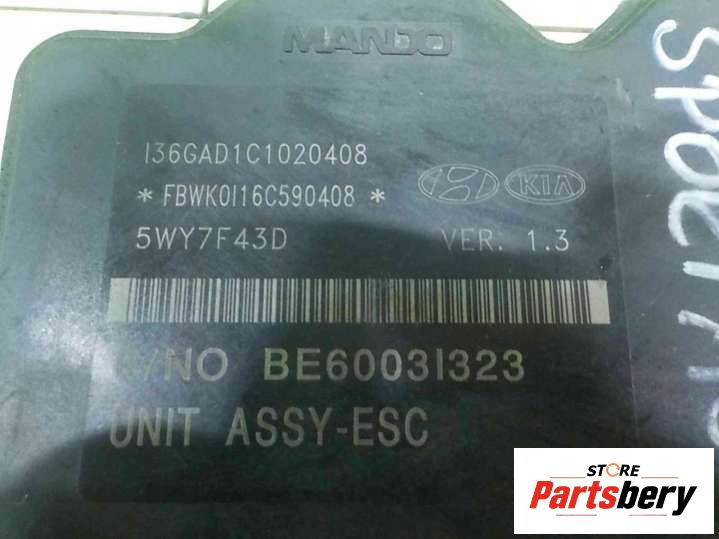 MANDO
I36GAD1C1020408
* FBWK0I16C590408 *
KIA
5WY7F43D VER: 1.3
P/NO BE6003I323
UNIT ASSY-ESC
STORE
Partsbery